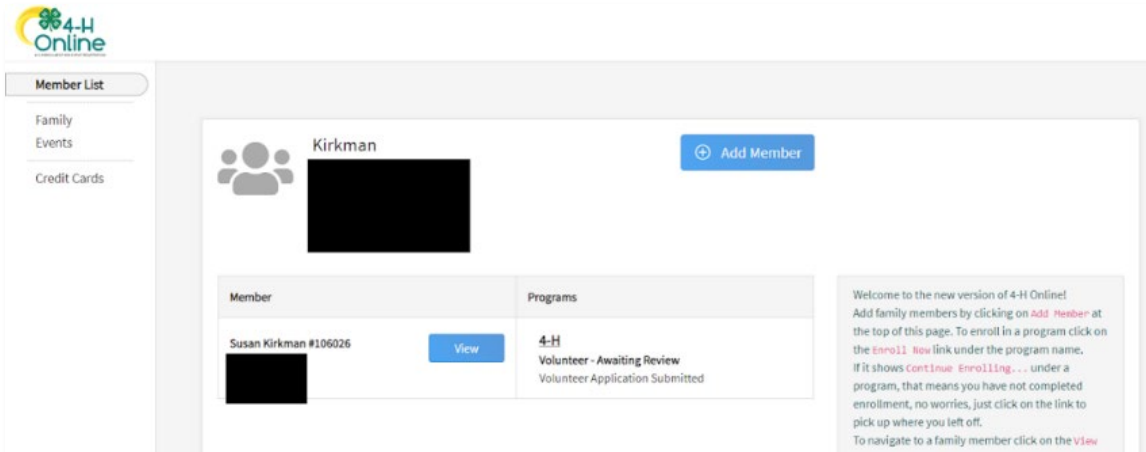 4-H
Online
Member List
Family
Events
Credit Cards
Kirkman
Add Member
Member
Programs
Susan Kirkman #106026
View
4-H
Volunteer - Awaiting Review
Volunteer Application Submitted
Welcome to the new version of 4-H Online!
Add family members by clicking on Add Member at
the top of this page. To enroll in a program click on
the Enroll New link under the program name.
If it shows Continue Enrolling... under a
program, that means you have not completed
enrollment, no worries, just click on the link to
pick up where you left off.
To navigate to a family member click on the View